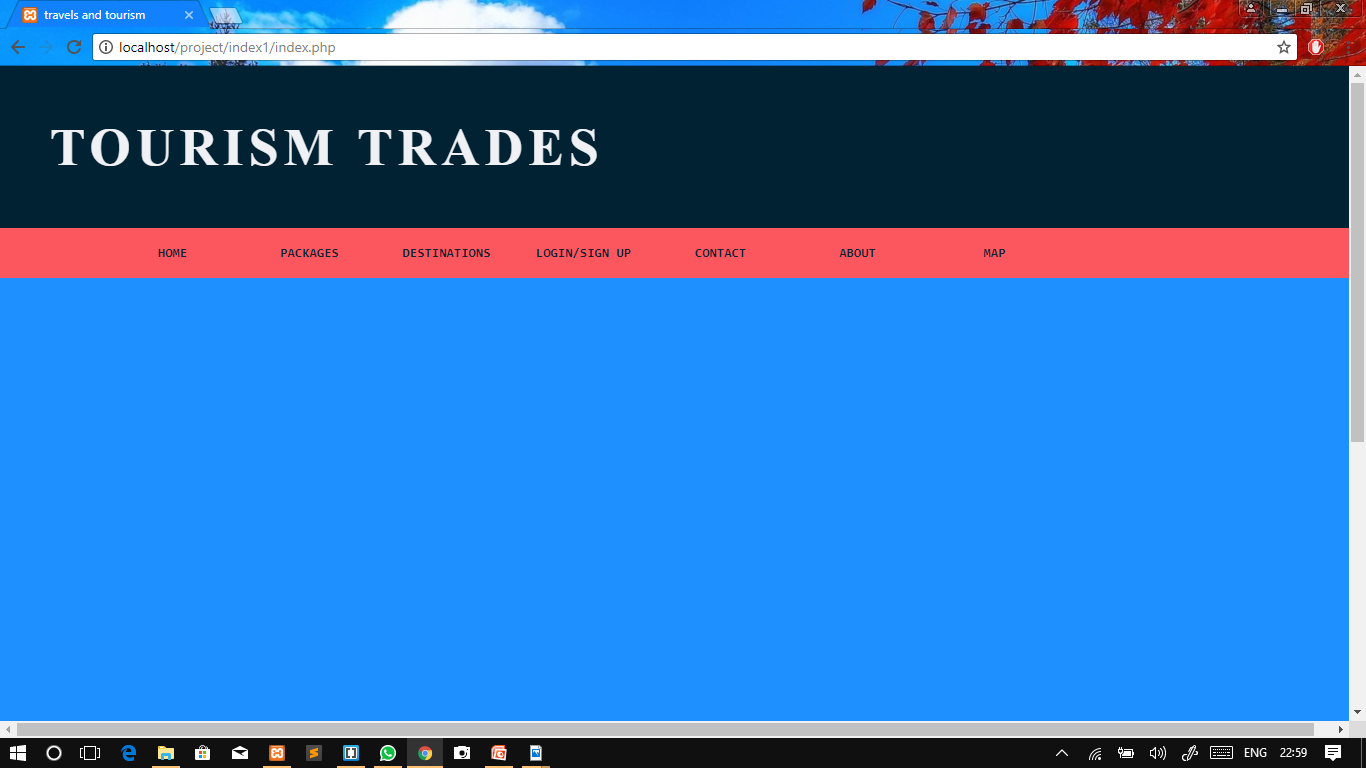 travels and tourism
localhost/project/index1/index.php
TOURISM TRADES
HOME PACKAGES DESTINATIONS LOGIN/SIGN UP CONTACT ABOUT MAP
ENG 22:59